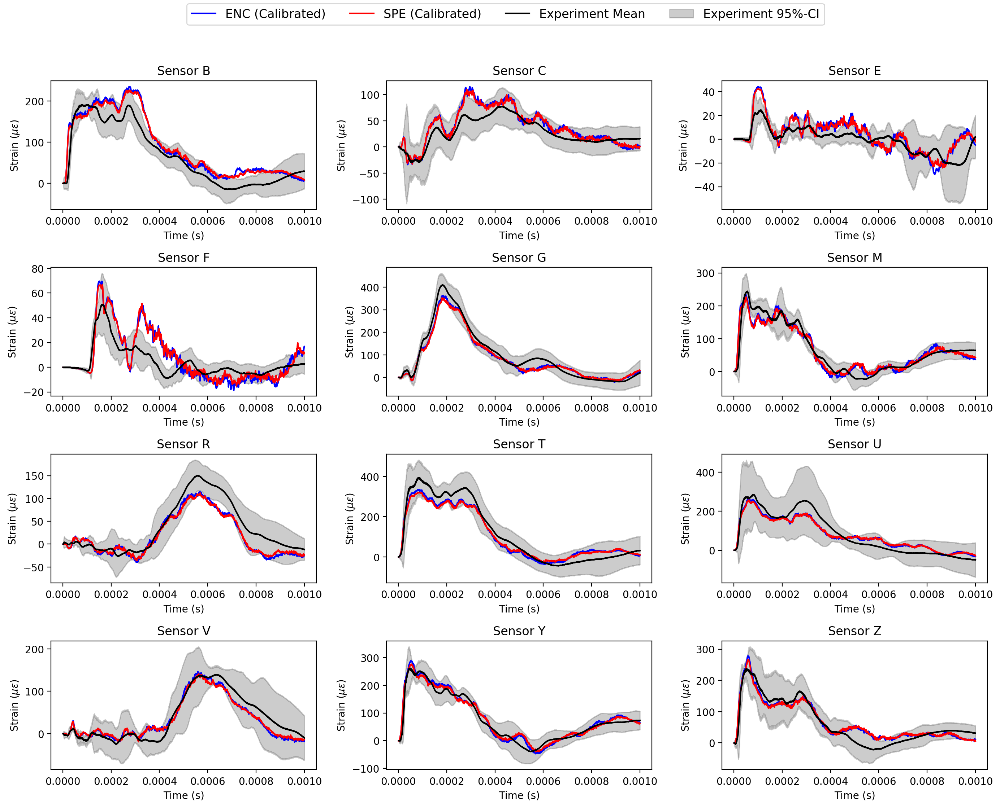 ENC (Calibrated) SPE (Calibrated) Experiment Mean Experiment 95%-CI
Sensor B
Strain (με)
200
100
0
0.0000 0.0002 0.0004 0.0006 0.0008 0.0010
Time (s)
Sensor C
Strain (με)
100
50
0
−50
−100
0.0000 0.0002 0.0004 0.0006 0.0008 0.0010
Time (s)
Sensor E
Strain (με)
40
20
0
−20
−40
0.0000 0.0002 0.0004 0.0006 0.0008 0.0010
Time (s)
Sensor F
Strain (με)
80
60
40
20
0
−20
0.0000 0.0002 0.0004 0.0006 0.0008 0.0010
Time (s)
Sensor G
Strain (με)
400
300
200
100
0
0.0000 0.0002 0.0004 0.0006 0.0008 0.0010
Time (s)
Sensor M
Strain (με)
300
200
100
0
0.0000 0.0002 0.0004 0.0006 0.0008 0.0010
Time (s)
Sensor R
Strain (με)
150
100
50
0
−50
0.0000 0.0002 0.0004 0.0006 0.0008 0.0010
Time (s)
Sensor T
Strain (με)
400
200
0
0.0000 0.0002 0.0004 0.0006 0.0008 0.0010
Time (s)
Sensor U
Strain (με)
400
200
0
0.0000 0.0002 0.0004 0.0006 0.0008 0.0010
Time (s)
Sensor V
Strain (με)
200
100
0
0.0000 0.0002 0.0004 0.0006 0.0008 0.0010
Time (s)
Sensor Y
Strain (με)
300
200
100
0
−100
0.0000 0.0002 0.0004 0.0006 0.0008 0.0010
Time (s)
Sensor Z
Strain (με)
300
200
100
0
0.0000 0.0002 0.0004 0.0006 0.0008 0.0010
Time (s)